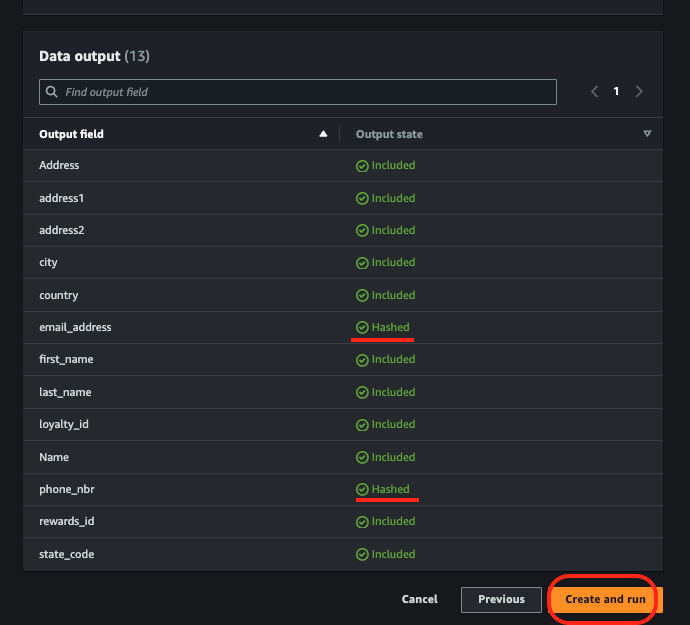 Data output (13)
Find output field
1
Output field Output state
Address Included
address1 Included
address2 Included
city Included
country Included
email_address Hashed
first_name Included
last_name Included
loyalty_id Included
Name Included
phone_nbr Hashed
rewards_id Included
state_code Included
Cancel Previous Create and run